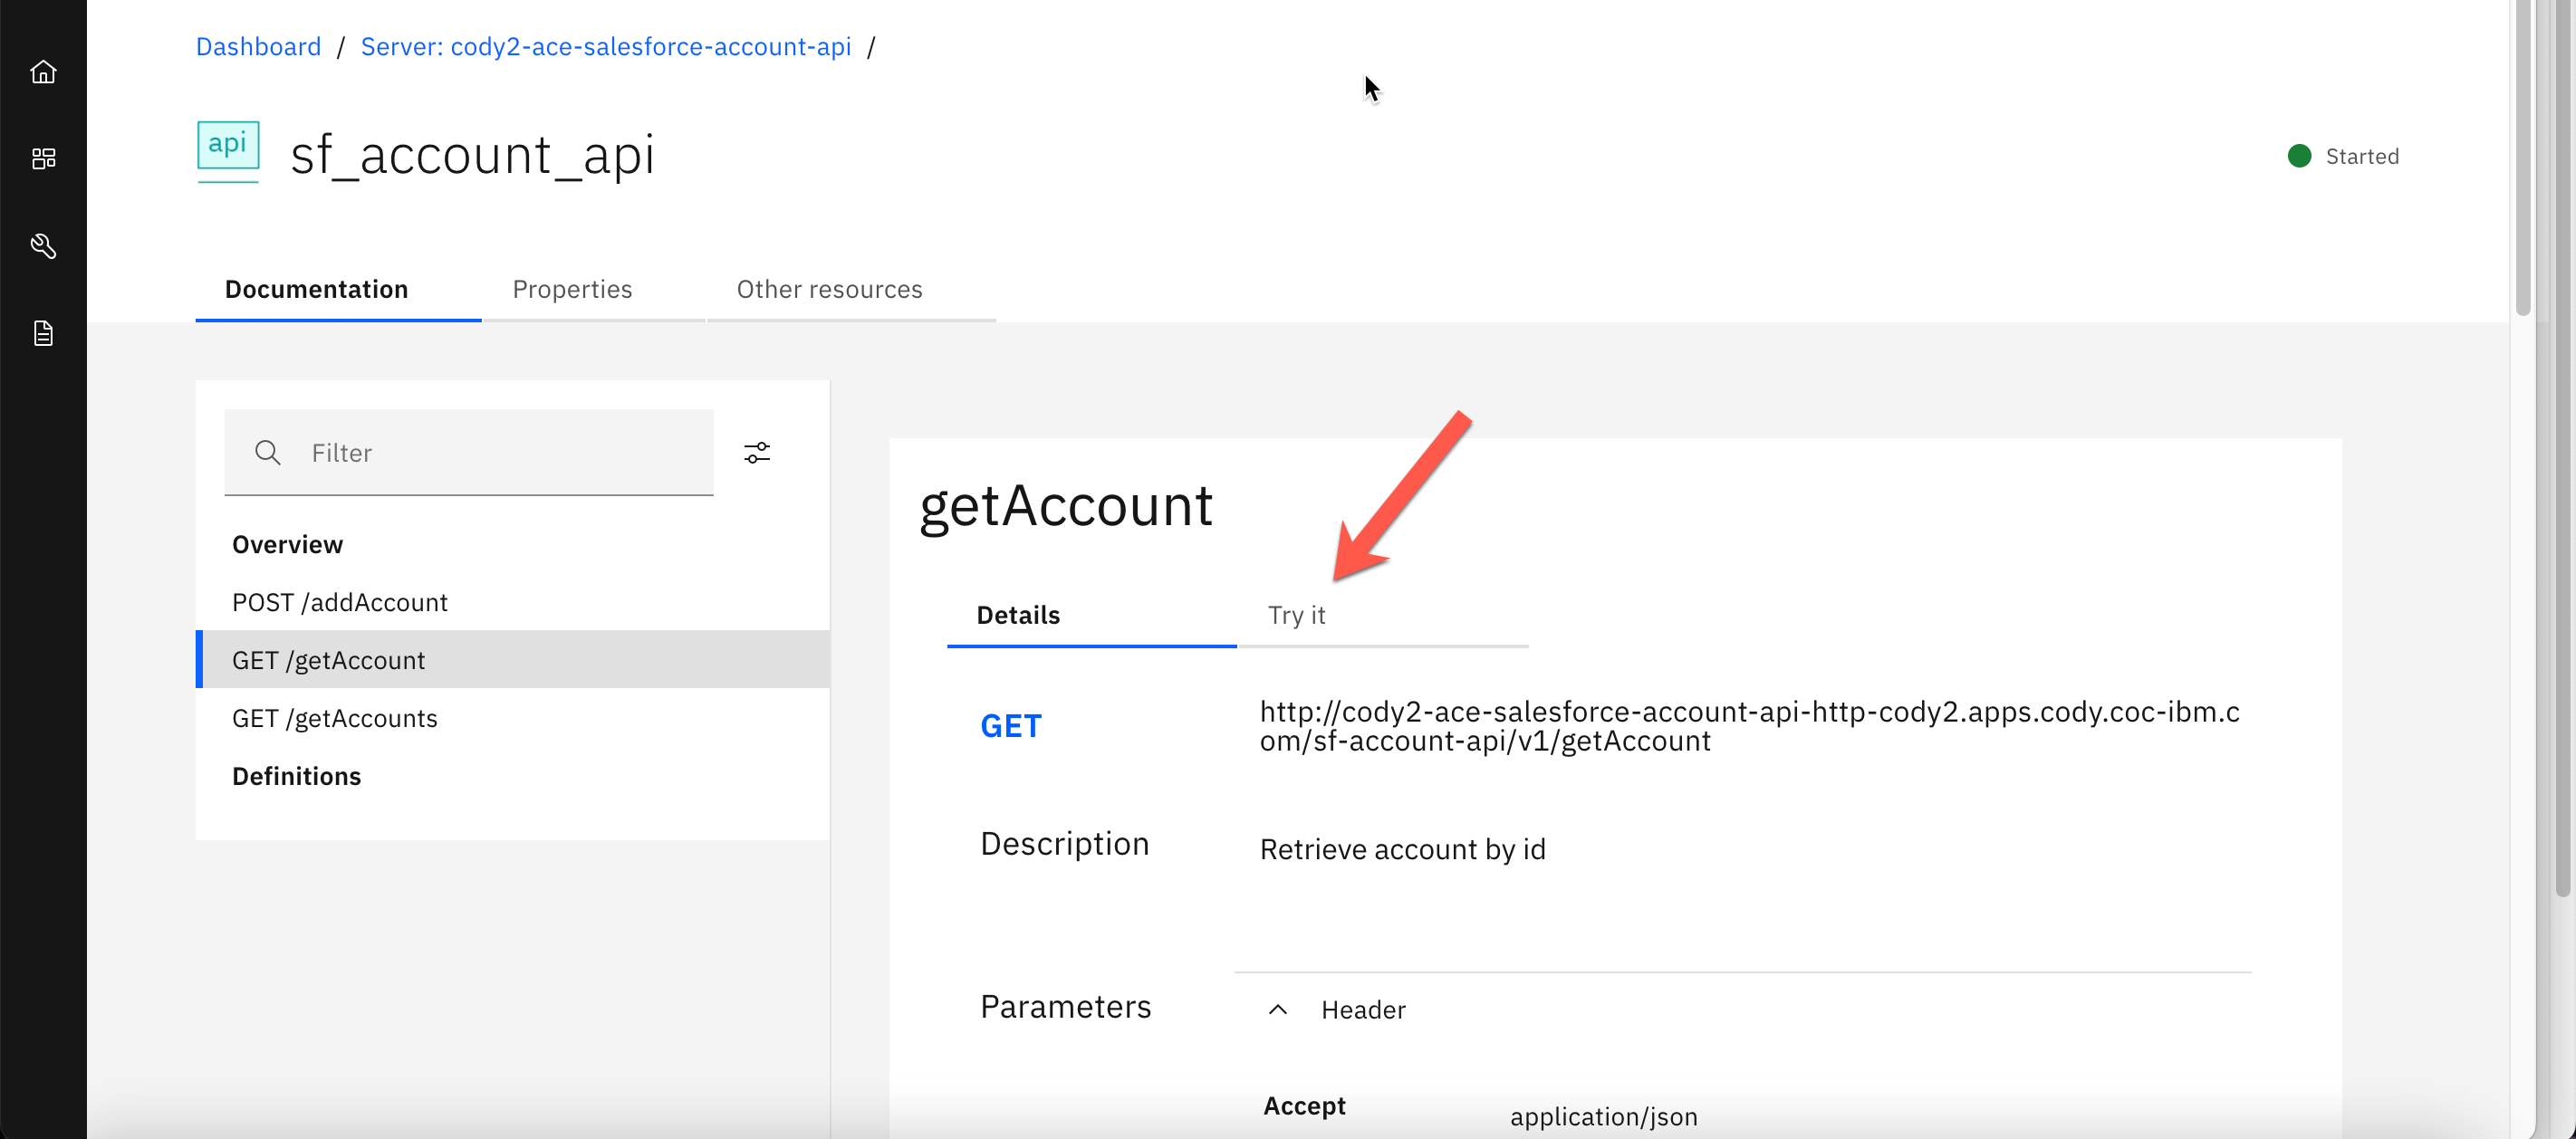 Dashboard / Server: cody2-ace-salesforce-account-api /
api
sf_account_api
Started
Documentation
Properties
Other resources
Filter
Overview
POST /addAccount
GET /getAccount
GET /getAccounts
Definitions
getAccount
Details
Try it
GET
http://cody2-ace-salesforce-account-api-http-cody2.apps.cody.coc-ibm.c
om/sf-account-api/v1/getAccount
Description
Retrieve account by id
Parameters
Header
Accept
application/json